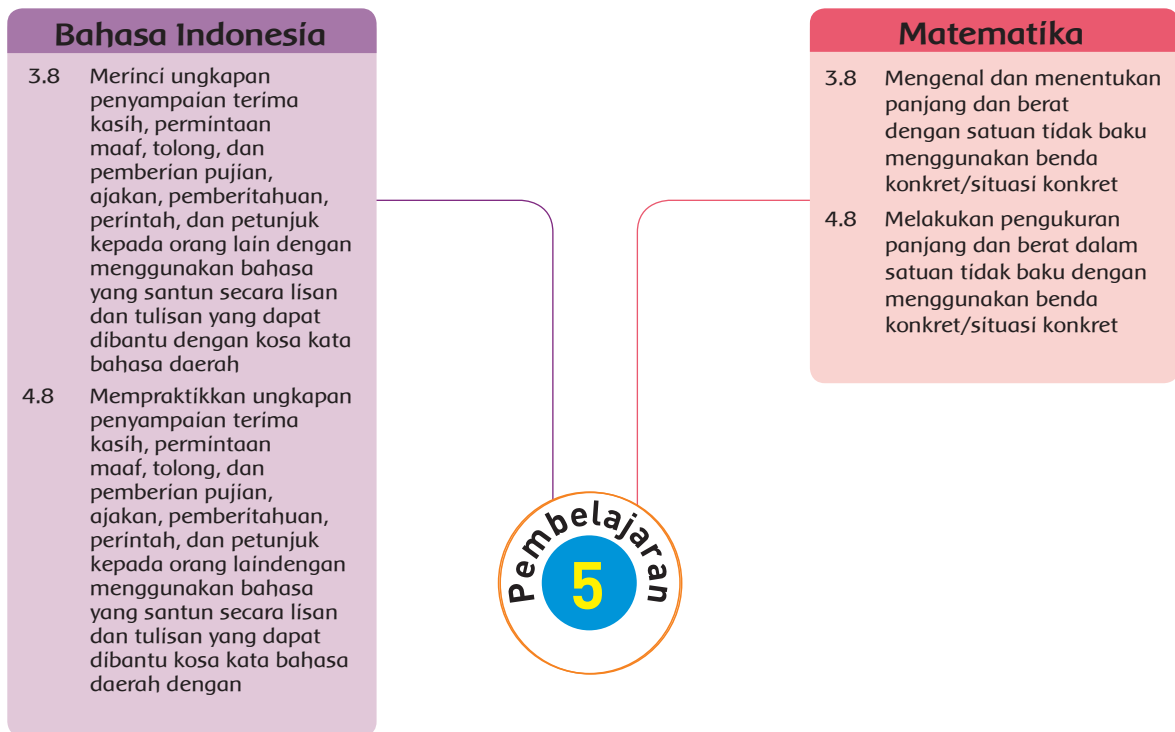 Bahasa Indonesia
3.8 Merinci ungkapan
penyampaian terima
kasih, permintaan
maaf, tolong, dan
pemberian pujian,
ajakan, pemberitahuan,
perintah, dan petunjuk
kepada orang lain dengan
menggunakan bahasa
yang santun secara lisan
dan tulisan yang dapat
dibantu dengan kosa kata
bahasa daerah
4.8 Mempraktikkan ungkapan
penyampaian terima
kasih, permintaan
maaf, tolong, dan
pemberian pujian,
ajakan, pemberitahuan,
perintah, dan petunjuk
kepada orang laindengan
menggunakan bahasa
yang santun secara lisan
dan tulisan yang dapat
dibantu kosa kata bahasa
daerah dengan
Matematika
3.8 Mengenal dan menentukan
panjang dan berat
dengan satuan tidak baku
menggunakan benda
konkret/situasi konkret
4.8 Melakukan pengukuran
panjang dan berat dalam
satuan tidak baku dengan
menggunakan benda
konkret/situasi konkret
Pembelajaran
5